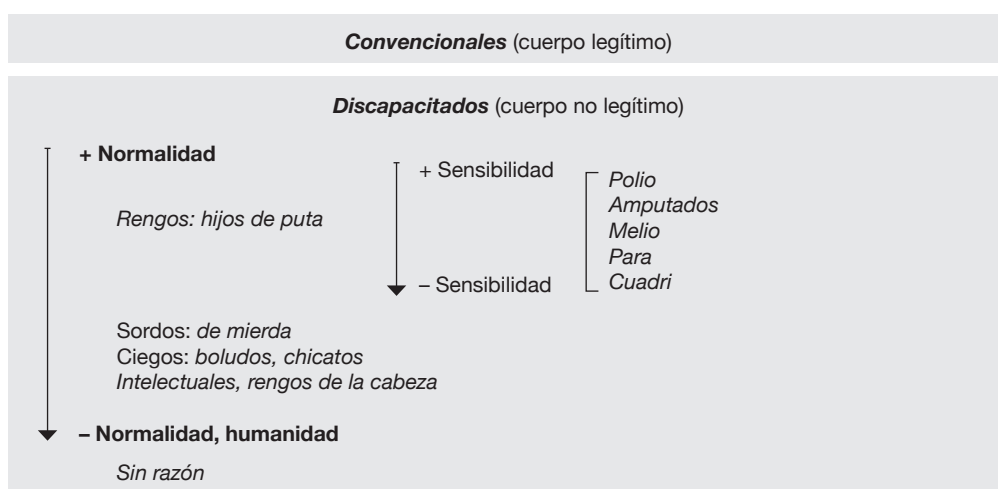 Convencionales (cuerpo legítimo)
Discapacitados (cuerpo no legítimo)
+ Normalidad
Rengos: hijos de puta
+ Sensibilidad
– Sensibilidad
Polio
Amputados
Melio
Para
Cuadri
Sordos: de mierda
Ciegos: boludos, chicatos
Intelectuales, rengos de la cabeza
– Normalidad, humanidad
Sin razón